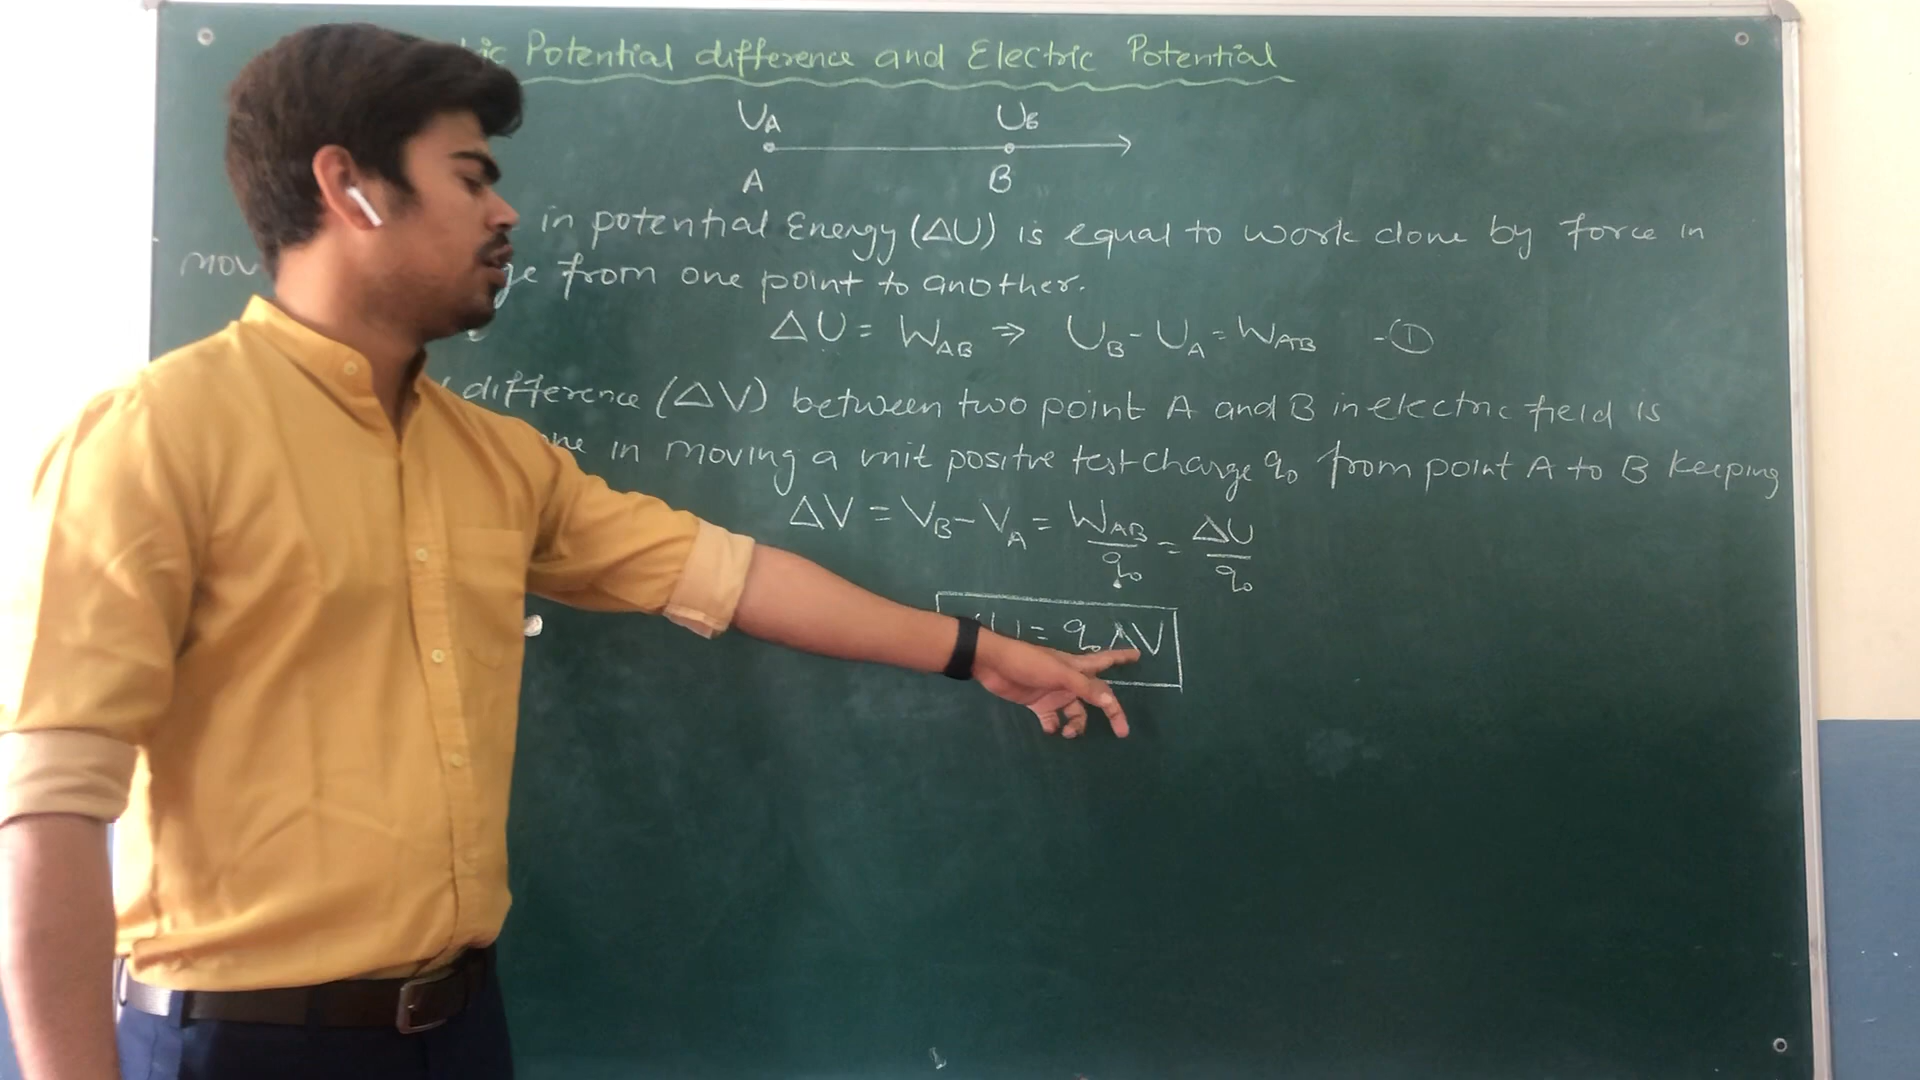 Potential difference and Electric Potential
UA UB
A B
in potential Energy (ΔU) is equal to work done by force in
from one point to another.
ΔU = WAB ⇒ UB - UA = WAB -①
difference (ΔV) between two point A and B in electric field is
in moving a unit positive test charge q₀ from point A to B keeping
ΔV = VB - VA = WAB/q₀ = ΔU/q₀
= q₀ΔV